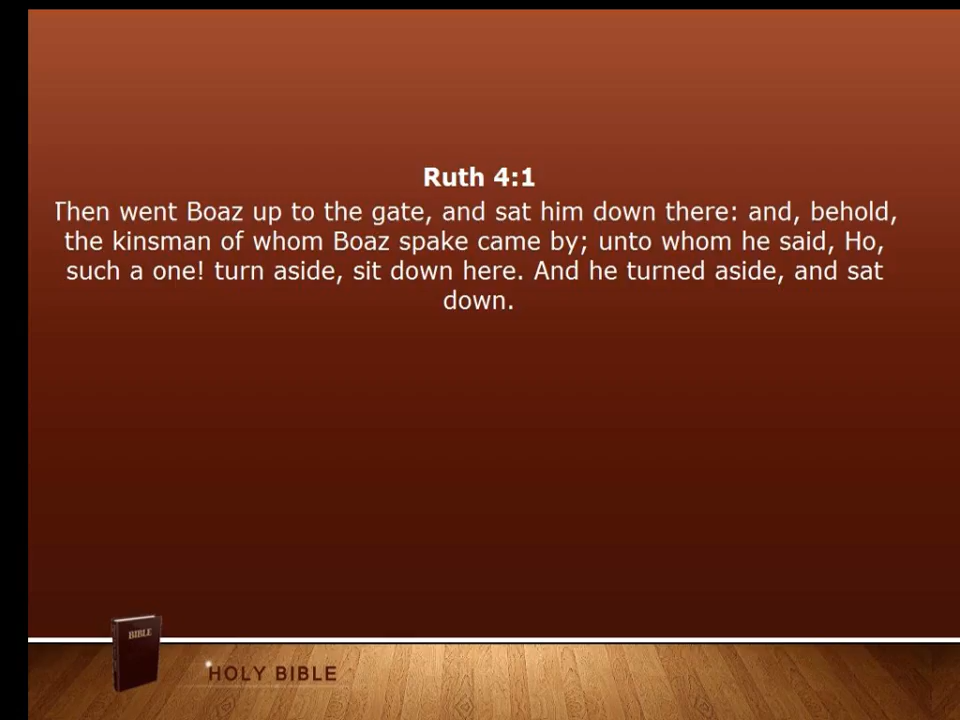 Ruth 4:1
Then went Boaz up to the gate, and sat him down there: and, behold,
the kinsman of whom Boaz spake came by; unto whom he said, Ho,
such a one! turn aside, sit down here. And he turned aside, and sat
down.
BIBLE
HOLY BIBLE